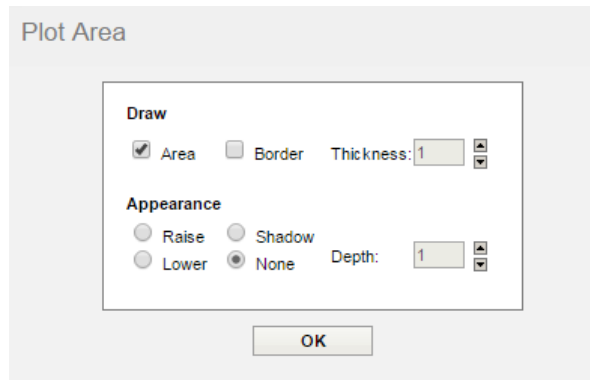 Plot Area
Draw
Area Border Thickness: 1
Appearance
Raise Shadow
Lower None Depth: 1
OK